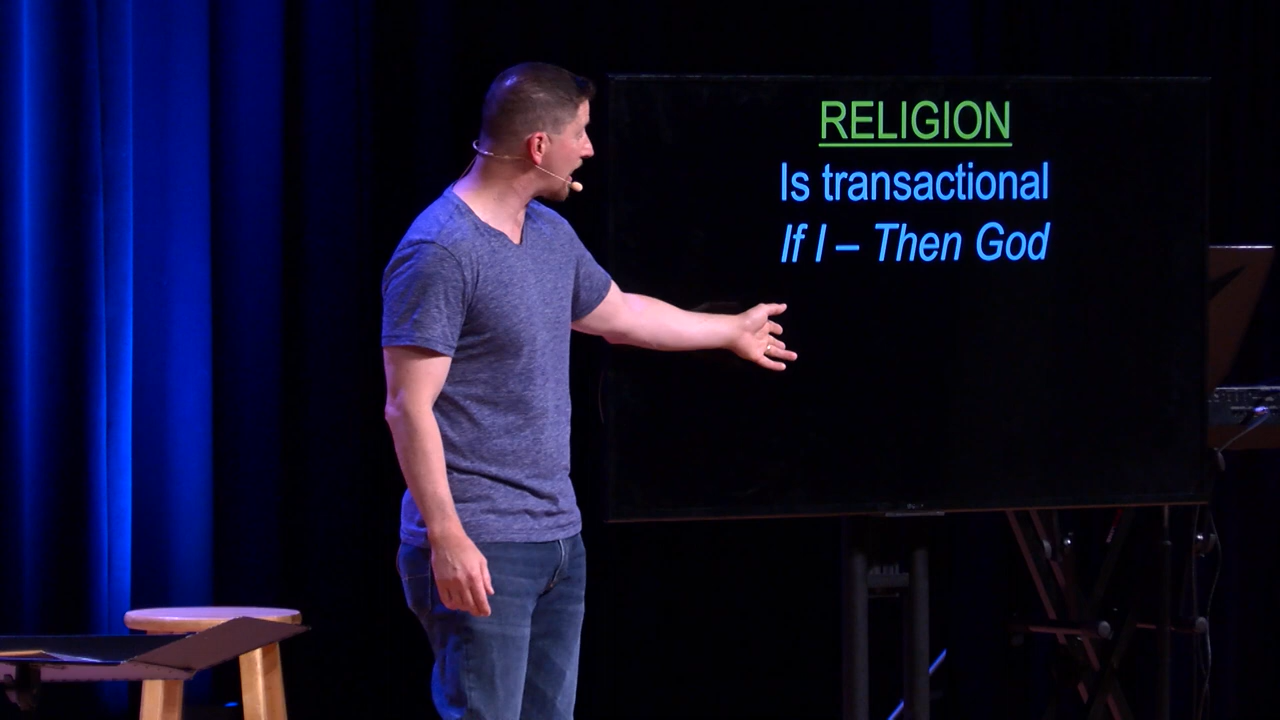 RELIGION
Is transactional
If I – Then God